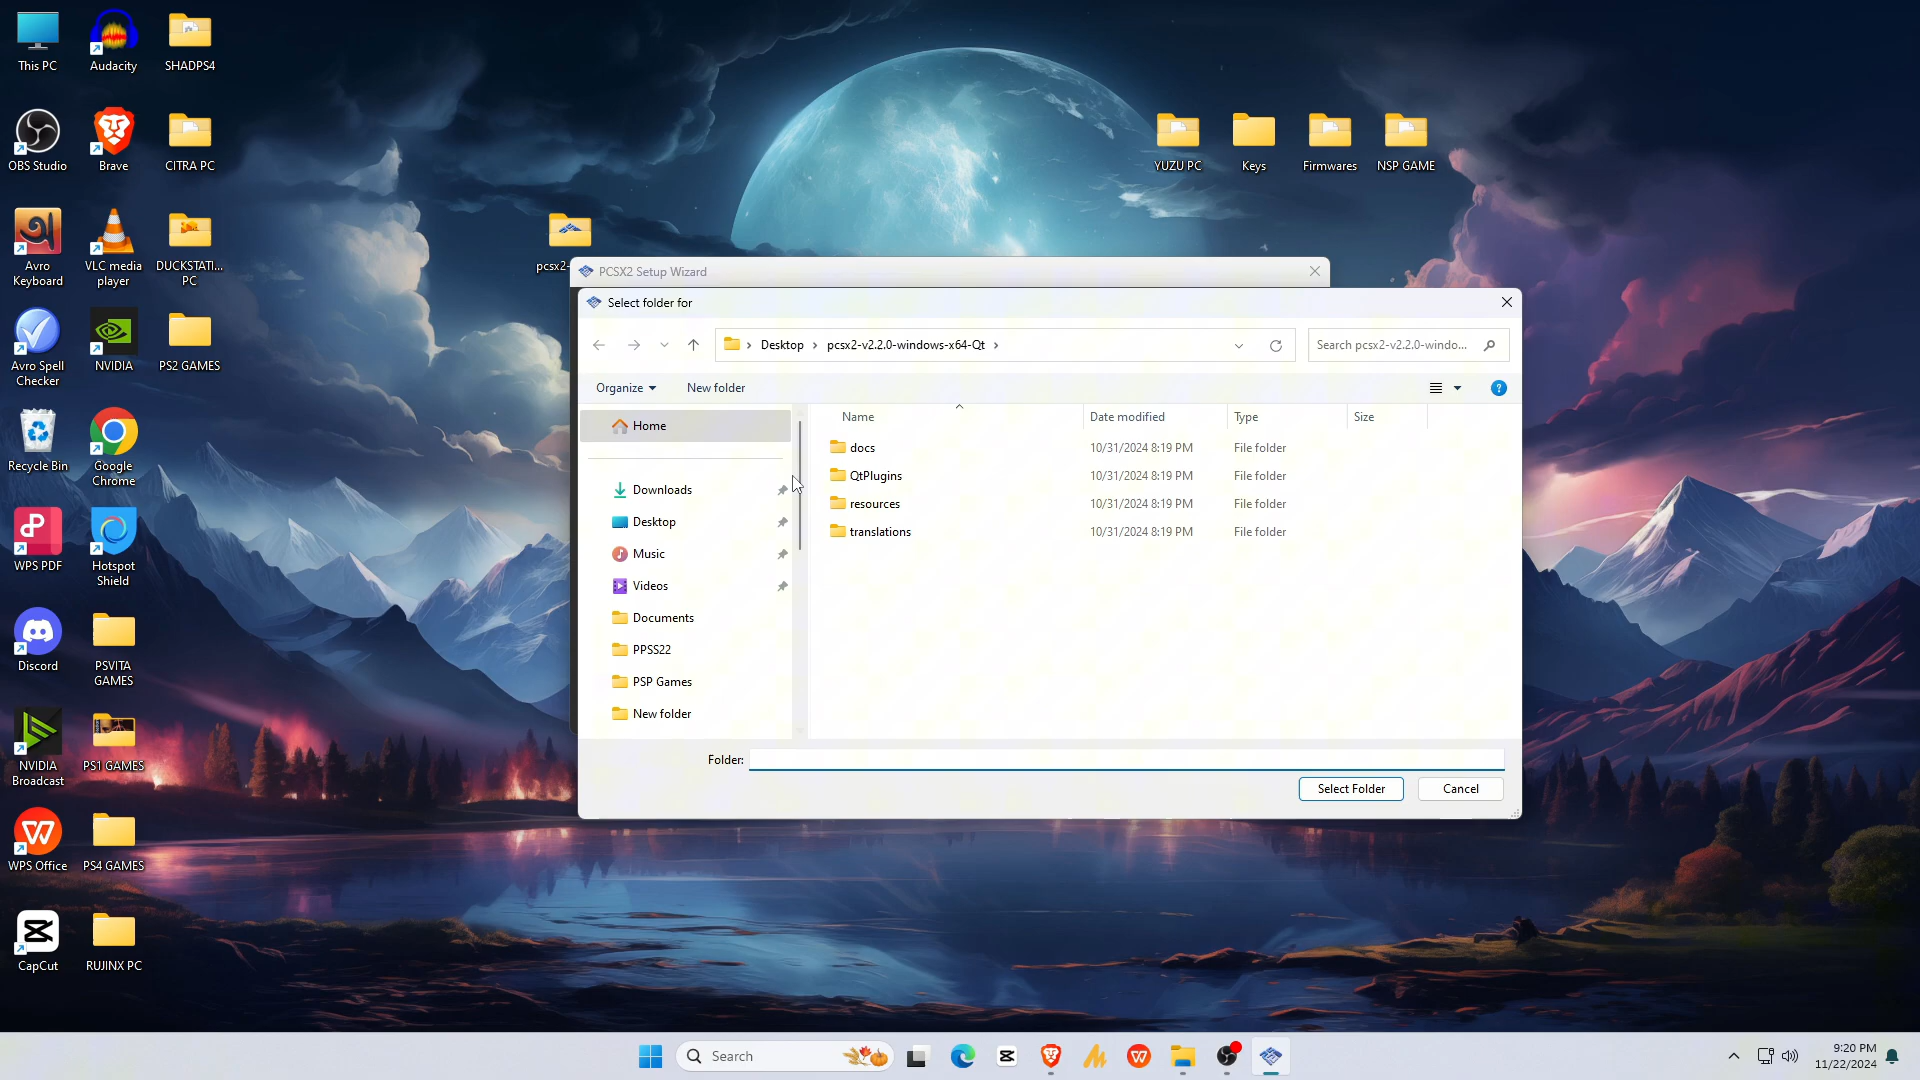 This PC
Audacity
SHADPS4
OBS Studio
Brave
CITRA PC
YUZU PC
Keys
Firmwares
NSP GAME
Avro
Keyboard
VLC media
player
DUCKSTATI...
PC
pcsx2-
PCSX2 Setup Wizard
Select folder for
Avro Spell
Checker
NVIDIA
PS2 GAMES
Desktop
pcsx2-v2.2.0-windows-x64-Qt
Search pcsx2-v2.2.0-windo...
Organize
New folder
?
Recycle Bin
Google
Chrome
Home
Downloads
Desktop
Music
Videos
Documents
PPSS22
PSP Games
New folder
Name
Date modified
Type
Size
docs
10/31/2024 8:19 PM
File folder
QtPlugins
10/31/2024 8:19 PM
File folder
resources
10/31/2024 8:19 PM
File folder
translations
10/31/2024 8:19 PM
File folder
Folder:
Select Folder
Cancel
WPS PDF
Hotspot
Shield
Discord
PSVITA
GAMES
NVIDIA
Broadcast
PS1 GAMES
WPS Office
PS4 GAMES
CapCut
RUJINX PC
Search
9:20 PM
11/22/2024